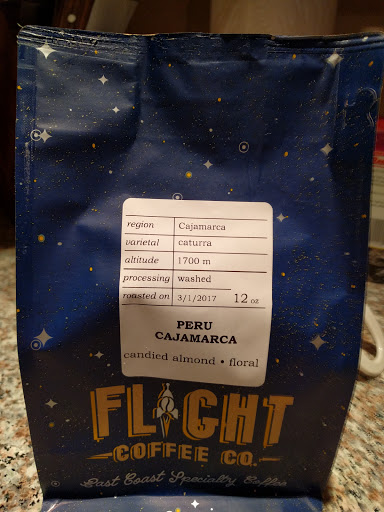 region Cajamarca
varietal caturra
altitude 1700 m
processing washed
roasted on 3/1/2017 12 oz
PERU
CAJAMARCA
candied almond • floral
FLIGHT
COFFEE CO.
East Coast Specialty Coffee